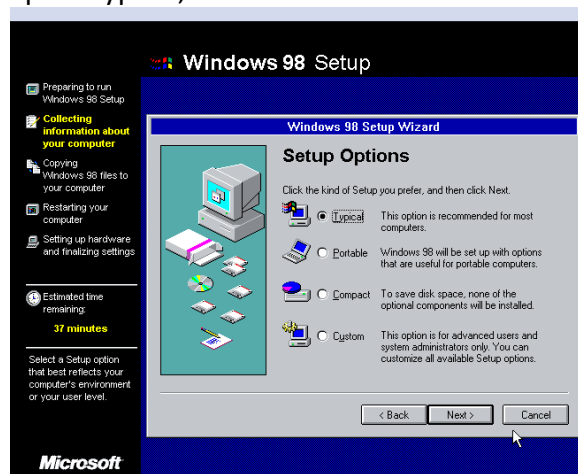 Windows 98 Setup
Preparing to run
Windows 98 Setup
Collecting
information about
your computer
Copying
Windows 98 files to
your computer
Restarting your
computer
Setting up hardware
and finalizing settings
Estimated time
remaining:
37 minutes
Select a Setup option
that best reflects your
computer's environment
or your user level.
Microsoft
Windows 98 Setup Wizard
Setup Options
Click the kind of Setup you prefer, and then click Next.
Typical This option is recommended for most
computers.
Portable Windows 98 will be set up with options
that are useful for portable computers.
Compact To save disk space, none of the
optional components will be installed.
Custom This option is for advanced users and
system administrators only. You can
customize all available Setup options.
< Back Next > Cancel